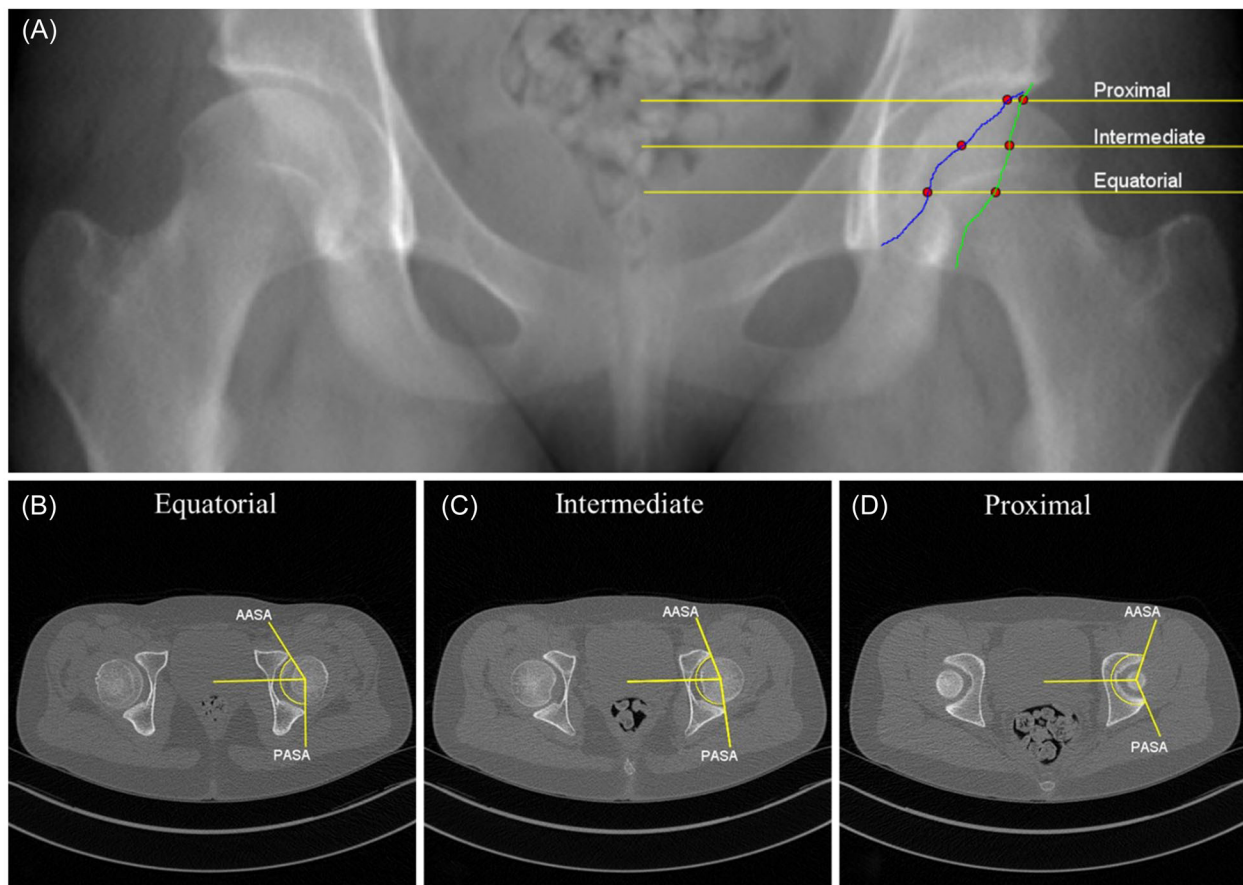 (A)
Proximal
Intermediate
Equatorial
(B)
Equatorial
AASA
PASA
(C)
Intermediate
AASA
PASA
(D)
Proximal
AASA
PASA